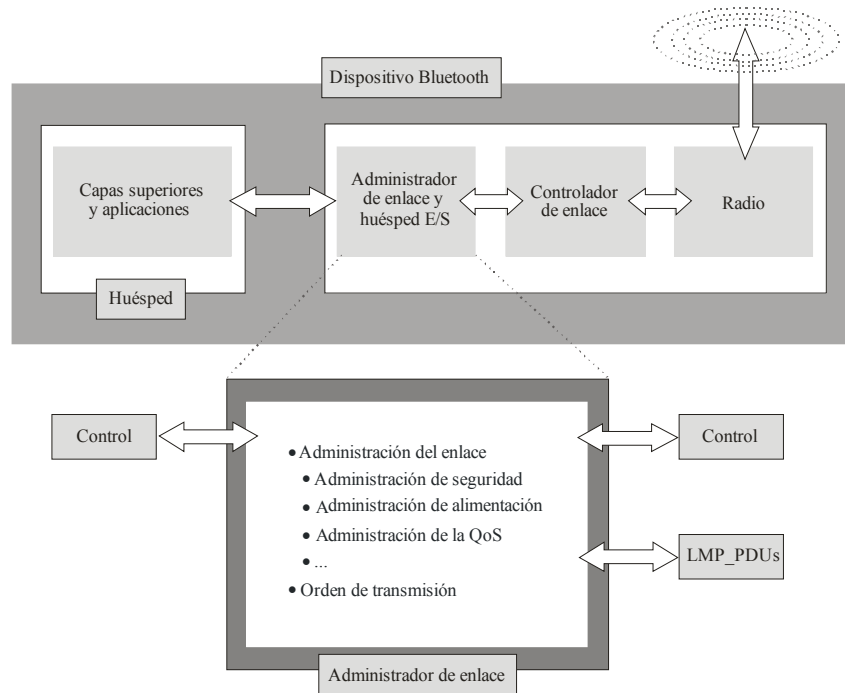 Dispositivo Bluetooth
Capas superiores
y aplicaciones
Administrador
de enlace y
huésped E/S
Controlador
de enlace
Radio
Huésped
Control
Control
• Administración del enlace
• Administración de seguridad
• Administración de alimentación
• Administración de la QoS
• ...
• Orden de transmisión
LMP_PDUs
Administrador de enlace